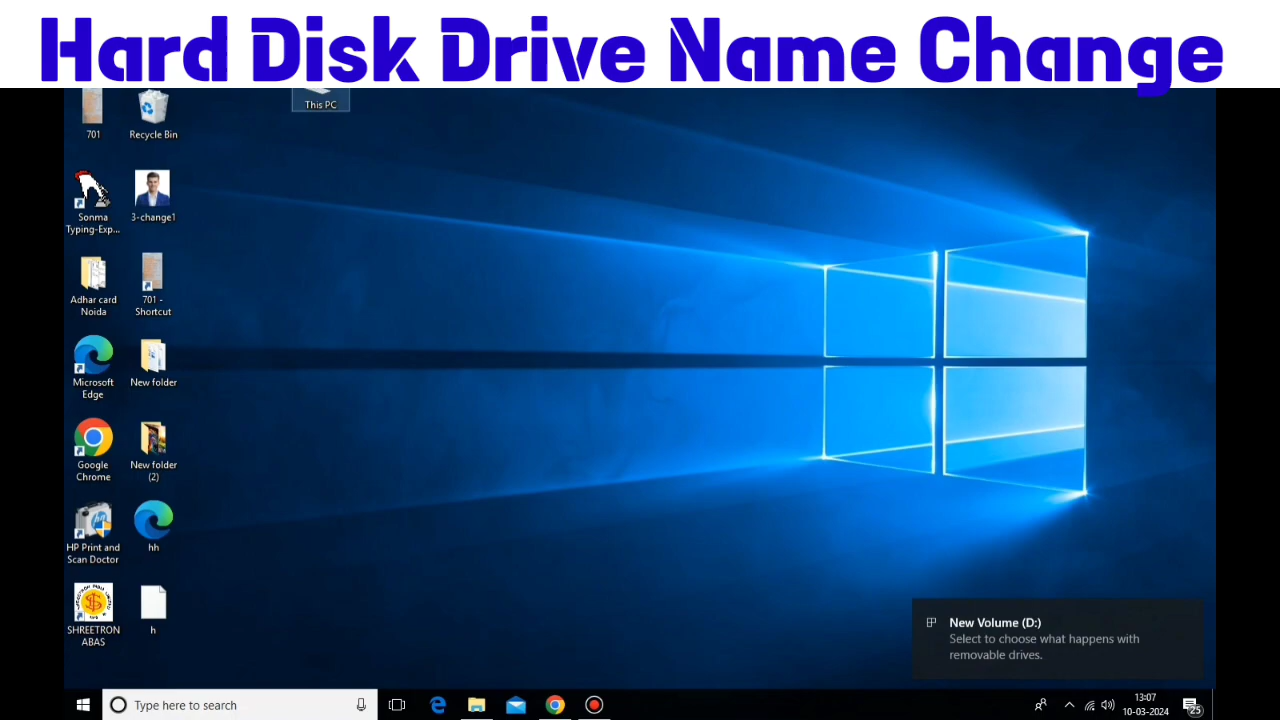 Hard Disk Drive Name Change
This PC
701
Recycle Bin
Sonma
Typing-Exp...
3-change1
Adhar card
Noida
701 -
Shortcut
Microsoft
Edge
New folder
Google
Chrome
New folder
(2)
HP Print and
Scan Doctor
hh
SHREETRON
ABAS
h
New Volume (D:)
Select to choose what happens with
removable drives.
Type here to search
13:07
10-03-2024
25